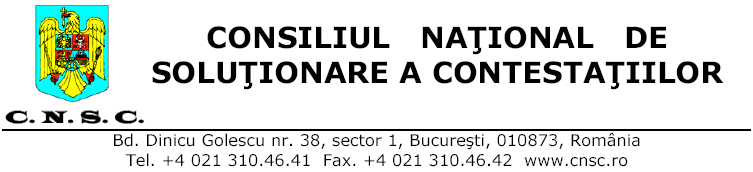 CONSILIUL NAŢIONAL DE
SOLUŢIONARE A CONTESTAŢIILOR
C. N. S. C.
Bd. Dinicu Golescu nr. 38, sector 1, Bucureşti, 010873, România
Tel. +4 021 310.46.41 Fax. +4 021 310.46.42 www.cnsc.ro